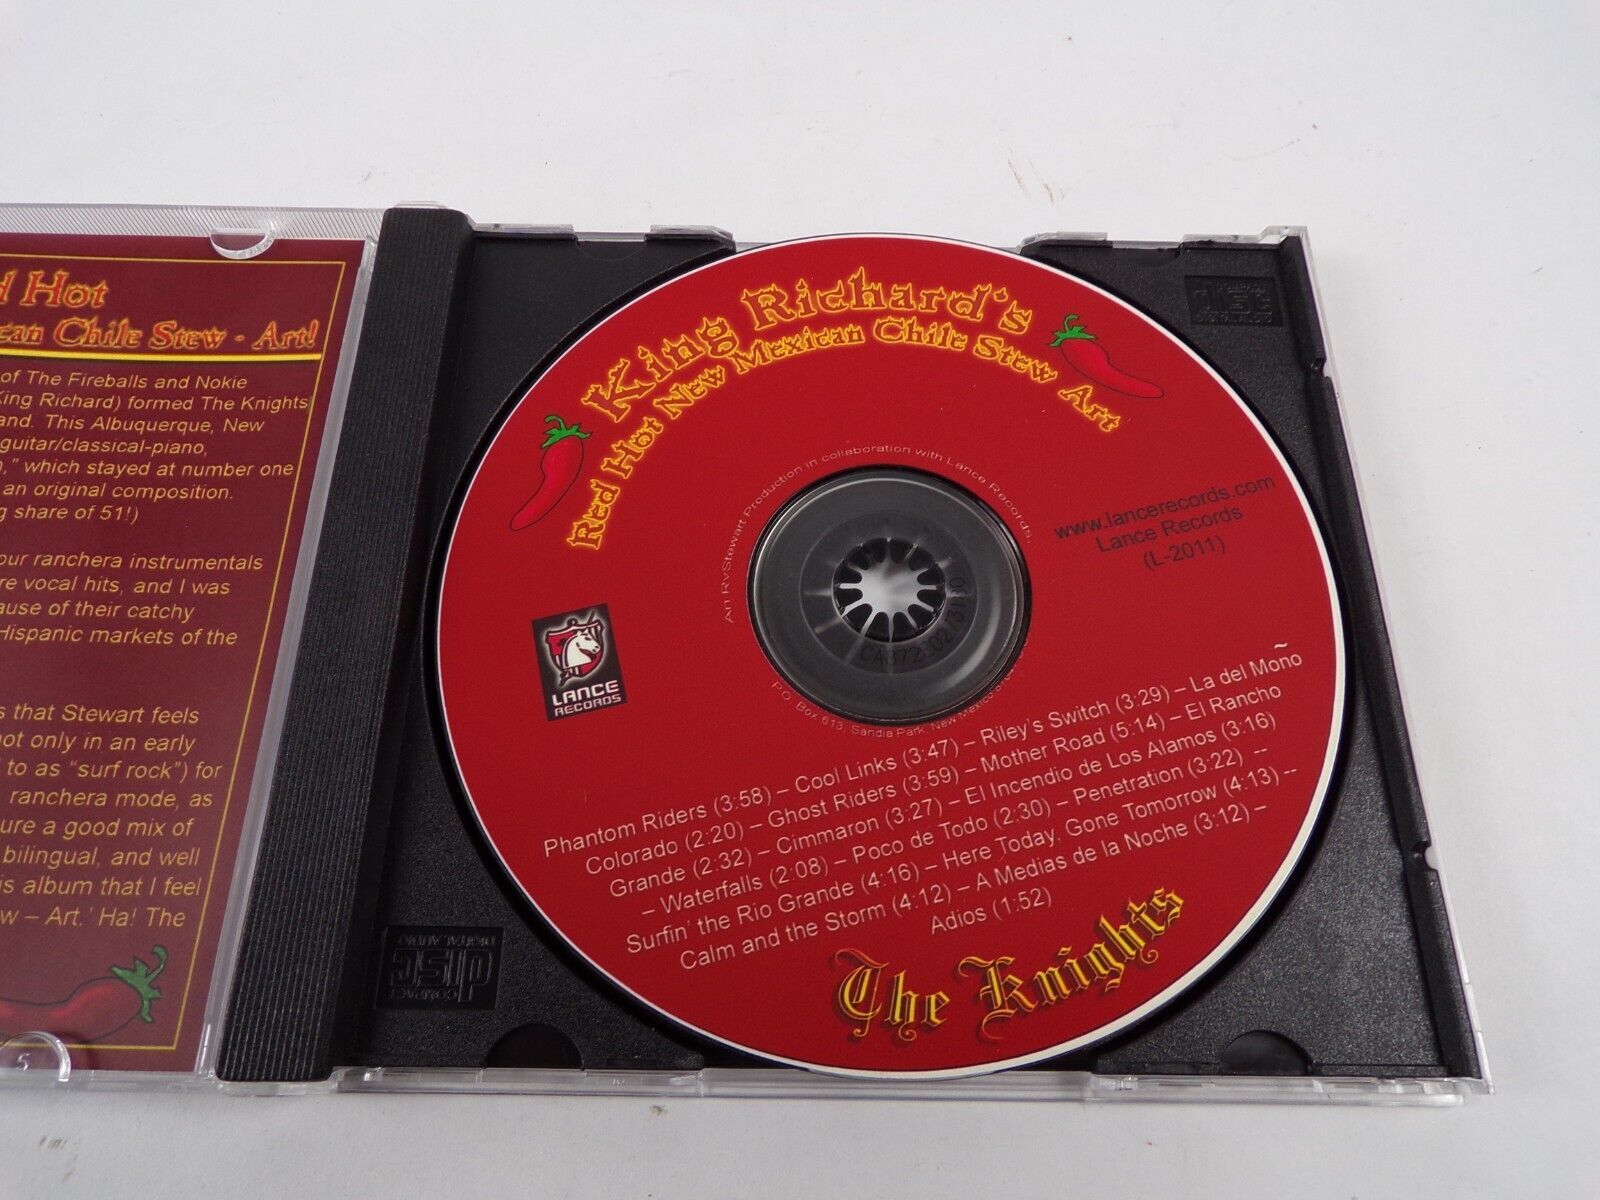 d Hot
ican Chile Stew - Art!
of The Fireballs and Nokie
King Richard) formed The Knights
and. This Albuquerque, New
guitar/classical-piano,
," which stayed at number one
an original composition.
g share of 51!)
our ranchera instrumentals
re vocal hits, and I was
ause of their catchy
Hispanic markets of the
s that Stewart feels
not only in an early
d to as "surf rock") for
ranchera mode, as
ure a good mix of
bilingual, and well
is album that I feel
w – Art.' Ha! The
King Richard's
Red Hot New Mexican Chile Stew Art
An RvStewart Production in collaboration with Lance Records.
www.lancerecords.com
Lance Records
(L-2011)
LANCE
RECORDS
P.O. Box 613, Sandia Park, New Mexico
Phantom Riders (3:58) – Cool Links (3:47) – Riley's Switch (3:29) – La del Moño
Colorado (2:20) – Ghost Riders (3:59) – Mother Road (5:14) – El Rancho
Grande (2:32) – Cimmaron (3:27) – El Incendio de Los Alamos (3:16)
– Waterfalls (2:08) – Poco de Todo (2:30) – Penetration (3:22) --
Surfin' the Rio Grande (4:16) – Here Today, Gone Tomorrow (4:13) --
Calm and the Storm (4:12) – A Medias de la Noche (3:12) –
Adios (1:52)
The Knights
COMPACT
disc
DIGITAL AUDIO